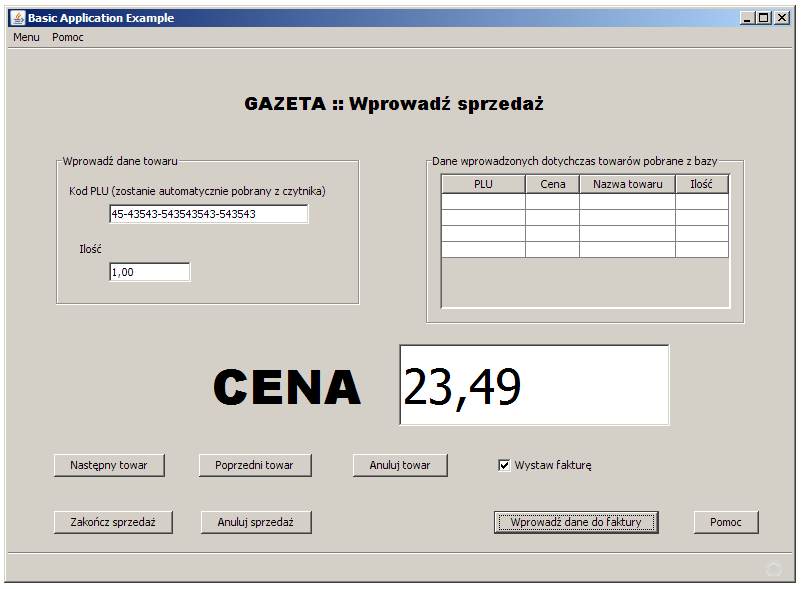 Basic Application Example
Menu Pomoc
GAZETA :: Wprowadź sprzedaż
Wprowadź dane towaru
Kod PLU (zostanie automatycznie pobrany z czytnika)
45-43543-543543543-543543
Ilość
1,00
Dane wprowadzonych dotychczas towarów pobrane z bazy
PLU Cena Nazwa towaru Ilość
CENA 23,49
Następny towar Poprzedni towar Anuluj towar Wystaw fakturę
Zakończ sprzedaż Anuluj sprzedaż Wprowadź dane do faktury Pomoc